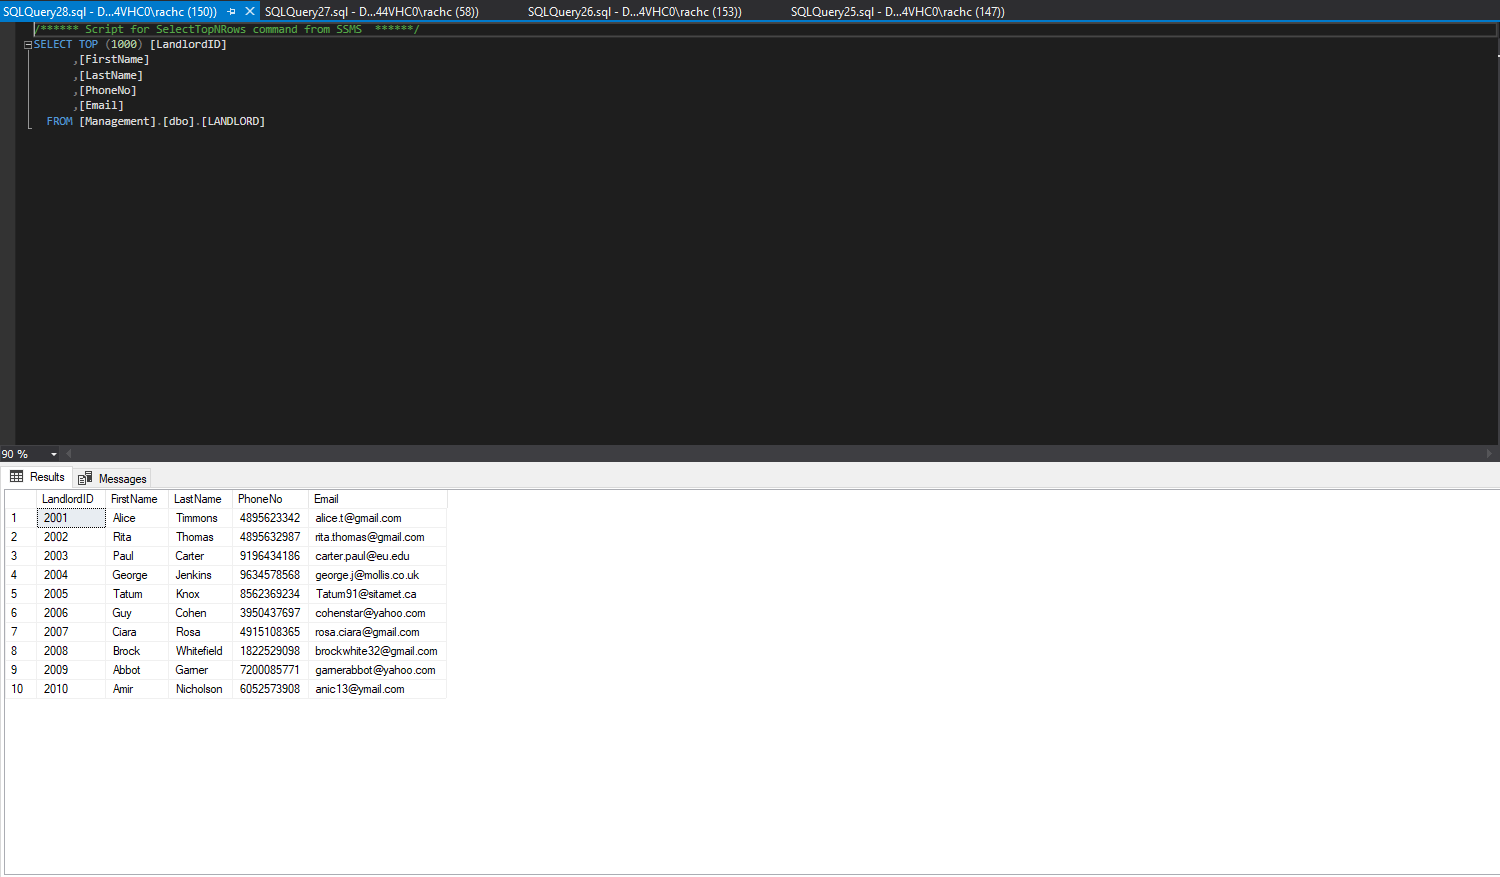 SQLQuery28.sql - D...4VHC0\rachc (150)) SQLQuery27.sql - D...44VHC0\rachc (58)) SQLQuery26.sql - D...4VHC0\rachc (153)) SQLQuery25.sql - D...4VHC0\rachc (147))
/****** Script for SelectTopNRows command from SSMS  ******/
SELECT TOP (1000) [LandlordID]
,[FirstName]
,[LastName]
,[PhoneNo]
,[Email]
FROM [Management].[dbo].[LANDLORD]
90 %
Results Messages
LandlordID FirstName LastName PhoneNo Email
1 2001 Alice Timmons 4895623342 alice.t@gmail.com
2 2002 Rita Thomas 4895632987 rita.thomas@gmail.com
3 2003 Paul Carter 9196434186 carter.paul@eu.edu
4 2004 George Jenkins 9634578568 george.j@mollis.co.uk
5 2005 Tatum Knox 8562369234 Tatum91@sitamet.ca
6 2006 Guy Cohen 3950437697 cohenstar@yahoo.com
7 2007 Ciara Rosa 4915108365 rosa.ciara@gmail.com
8 2008 Brock Whitefield 1822529098 brockwhite32@gmail.com
9 2009 Abbot Garner 7200085771 garnerabbot@yahoo.com
10 2010 Amir Nicholson 6052573908 anic13@ymail.com